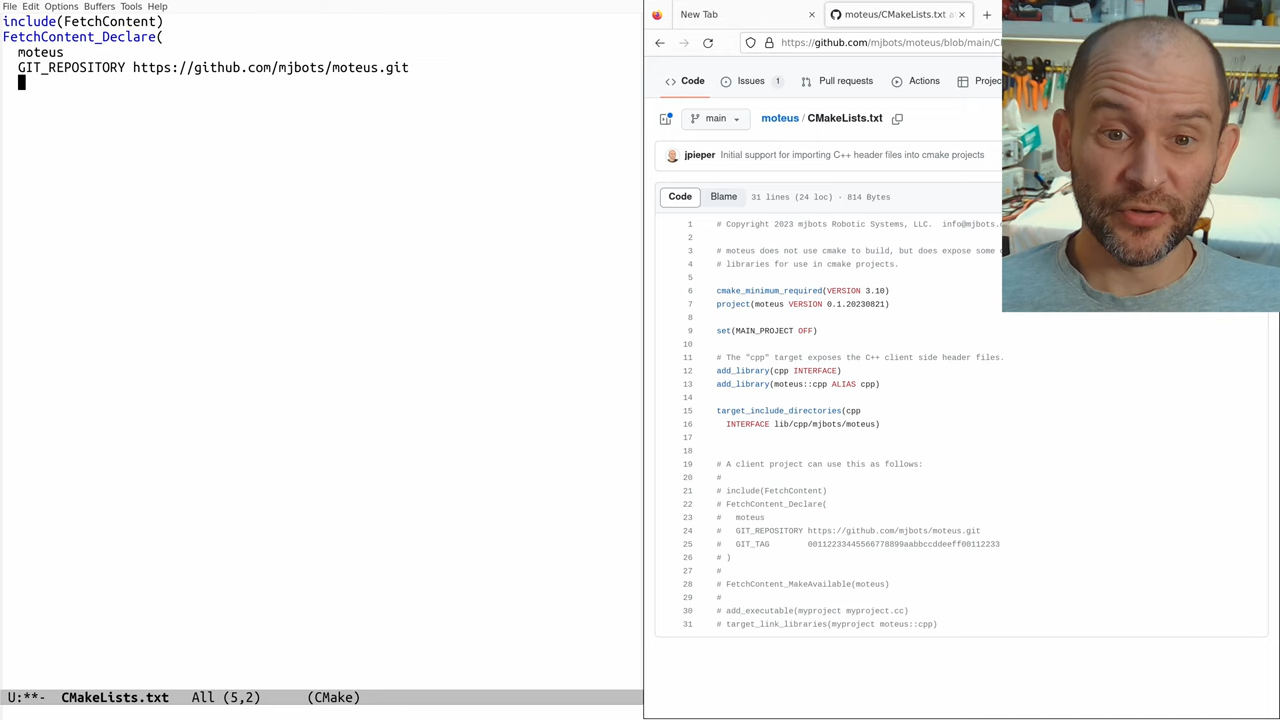 File Edit Options Buffers Tools Help
include(FetchContent)
FetchContent_Declare(
moteus
GIT_REPOSITORY https://github.com/mjbots/moteus.git
U:**- CMakeLists.txt All (5,2) (CMake)
New Tab
moteus/CMakeLists.txt
https://github.com/mjbots/moteus/blob/main/C
Code
Issues 1
Pull requests
Actions
Projec
main
moteus / CMakeLists.txt
jpieper Initial support for importing C++ header files into cmake projects
Code Blame 31 lines (24 loc) · 814 Bytes
1 # Copyright 2023 mjbots Robotic Systems, LLC. info@mjbots.
2
3 # moteus does not use cmake to build, but does expose some
4 # libraries for use in cmake projects.
5
6 cmake_minimum_required(VERSION 3.10)
7 project(moteus VERSION 0.1.20230821)
8
9 set(MAIN_PROJECT OFF)
10
11 # The "cpp" target exposes the C++ client side header files.
12 add_library(cpp INTERFACE)
13 add_library(moteus::cpp ALIAS cpp)
14
15 target_include_directories(cpp
16 INTERFACE lib/cpp/mjbots/moteus)
17
18
19 # A client project can use this as follows:
20 #
21 # include(FetchContent)
22 # FetchContent_Declare(
23 # moteus
24 # GIT_REPOSITORY https://github.com/mjbots/moteus.git
25 # GIT_TAG 00112233445566778899aabbccddeeff00112233
26 # )
27 #
28 # FetchContent_MakeAvailable(moteus)
29 #
30 # add_executable(myproject myproject.cc)
31 # target_link_libraries(myproject moteus::cpp)